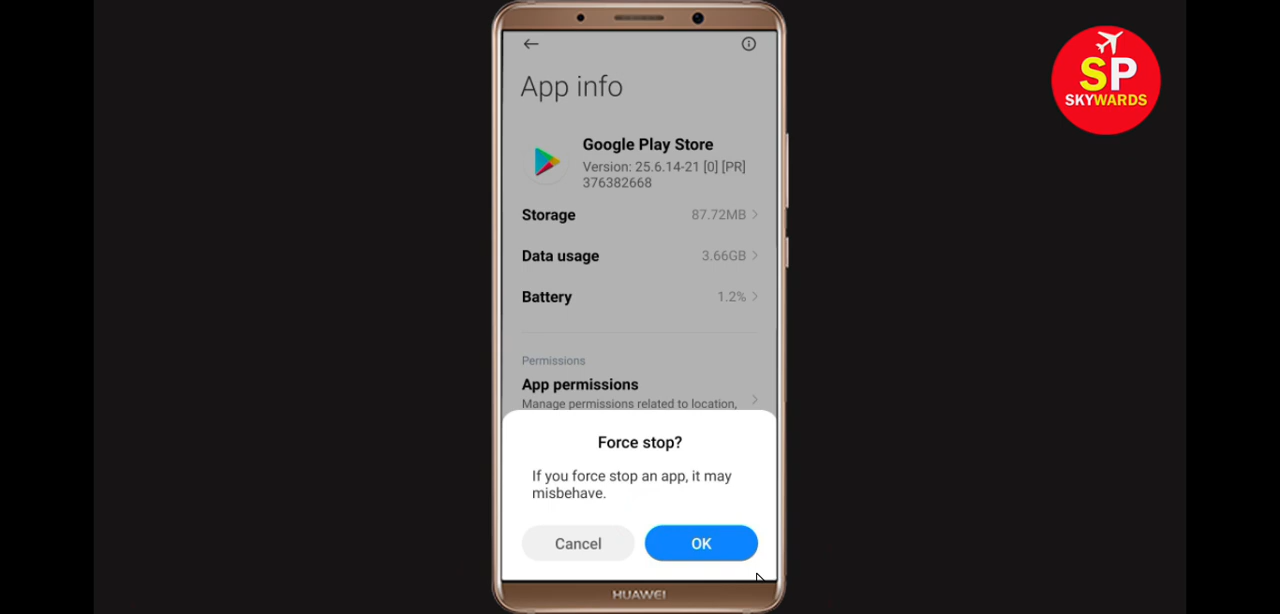 App info
Google Play Store
Version: 25.6.14-21 [0] [PR]
376382668
Storage 87.72MB
Data usage 3.66GB
Battery 1.2%
Permissions
App permissions
Manage permissions related to location,
Force stop?
If you force stop an app, it may
misbehave.
Cancel OK
HUAWEI
SP
SKYWARDS